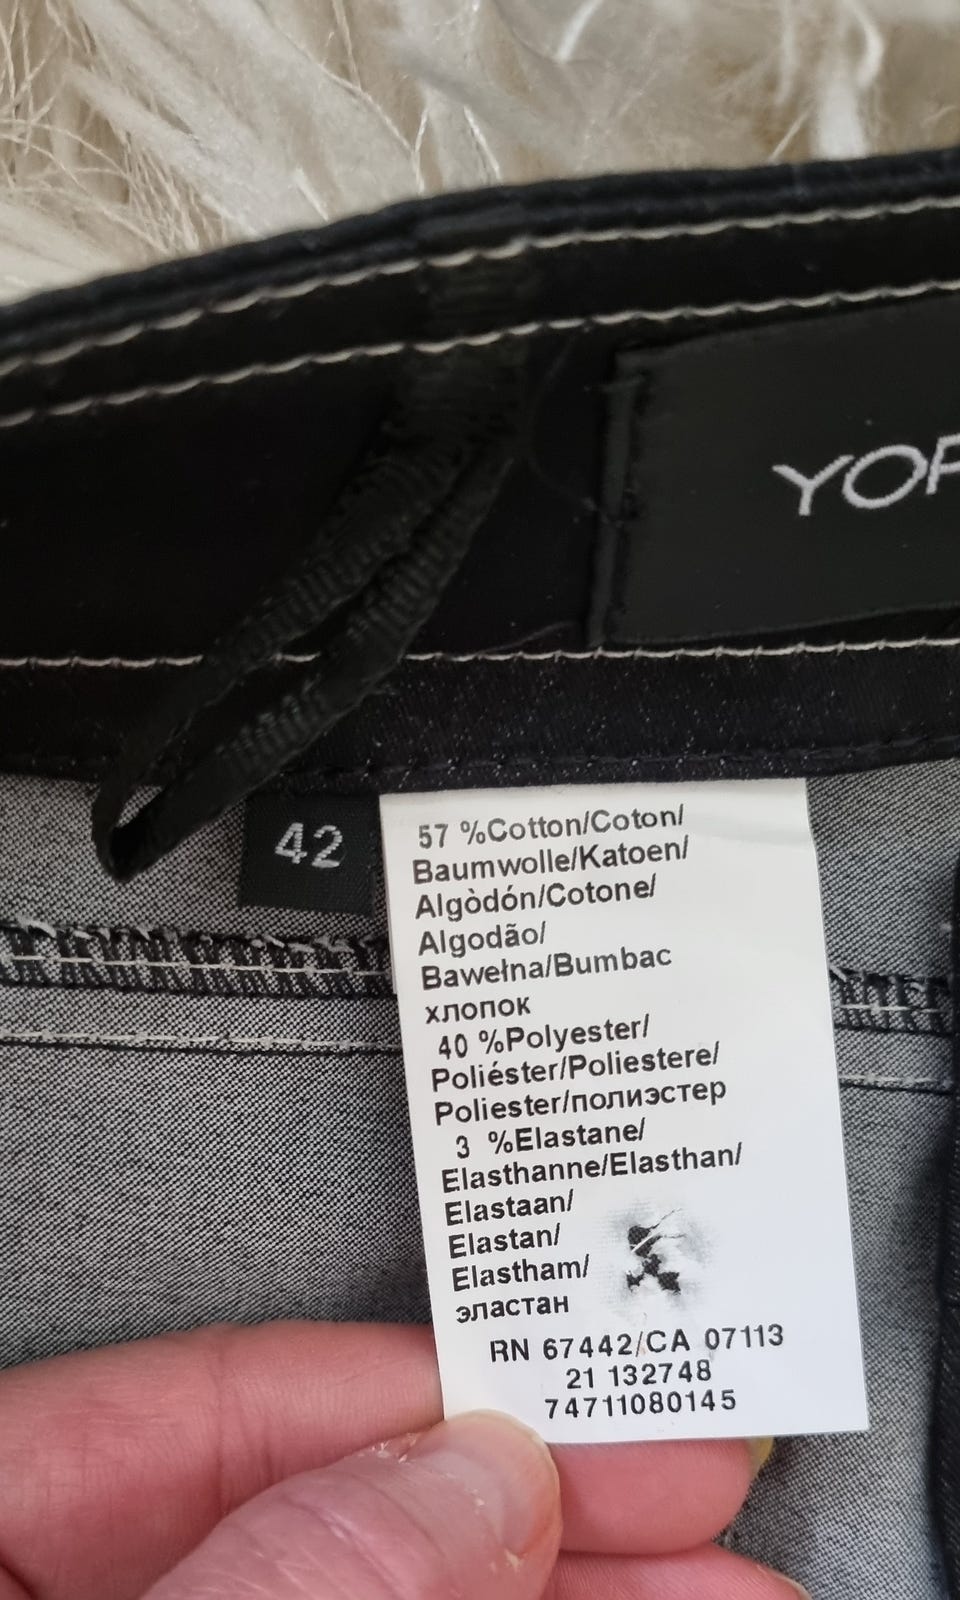 YOR
42
57 %Cotton/Coton/
Baumwolle/Katoen/
Algòdón/Cotone/
Algodão/
Bawełna/Bumbac
хлопок
40 %Polyester/
Poliéster/Poliestere/
Poliester/полиэстер
3 %Elastane/
Elasthanne/Elasthan/
Elastaan/
Elastan/
Elastham/
эластан
RN 67442/CA 07113
21 132748
74711080145